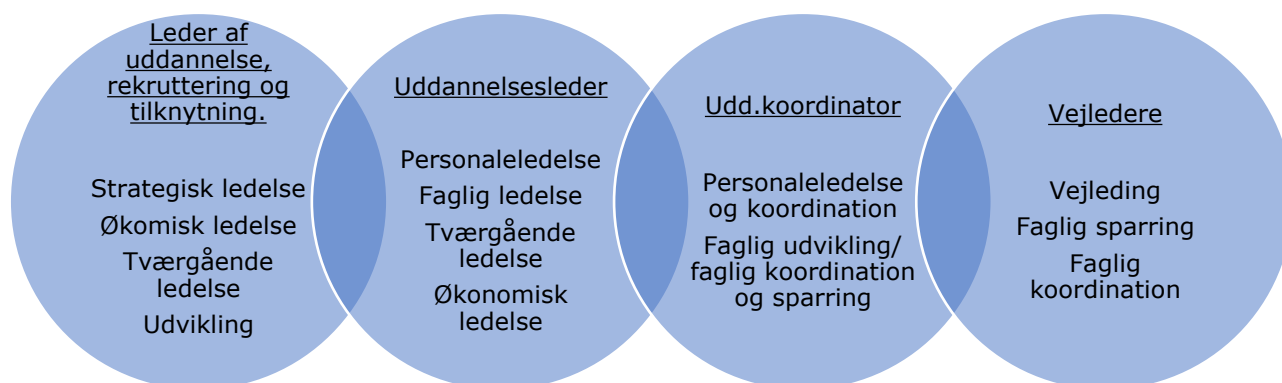 Leder af
uddannelse,
rekruttering og
tilknytning.
Strategisk ledelse
Økomisk ledelse
Tværgående
ledelse
Udvikling
Uddannelsesleder
Personaleledelse
Faglig ledelse
Tværgående
ledelse
Økonomisk
ledelse
Udd.koordinator
Personaleledelse
og koordination
Faglig udvikling/
faglig koordination
og sparring
Vejledere
Vejleding
Faglig sparring
Faglig
koordination